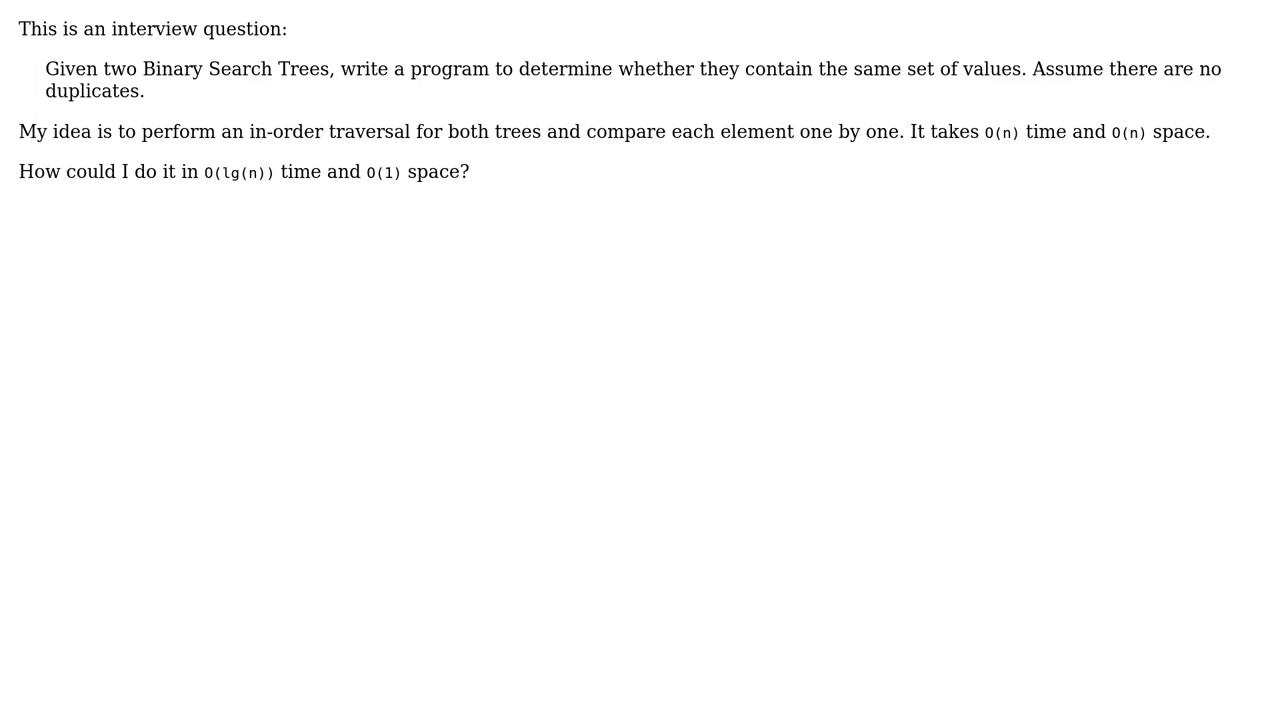 This is an interview question:
Given two Binary Search Trees, write a program to determine whether they contain the same set of values. Assume there are no
duplicates.
My idea is to perform an in-order traversal for both trees and compare each element one by one. It takes O(n) time and O(n) space.
How could I do it in O(lg(n)) time and O(1) space?